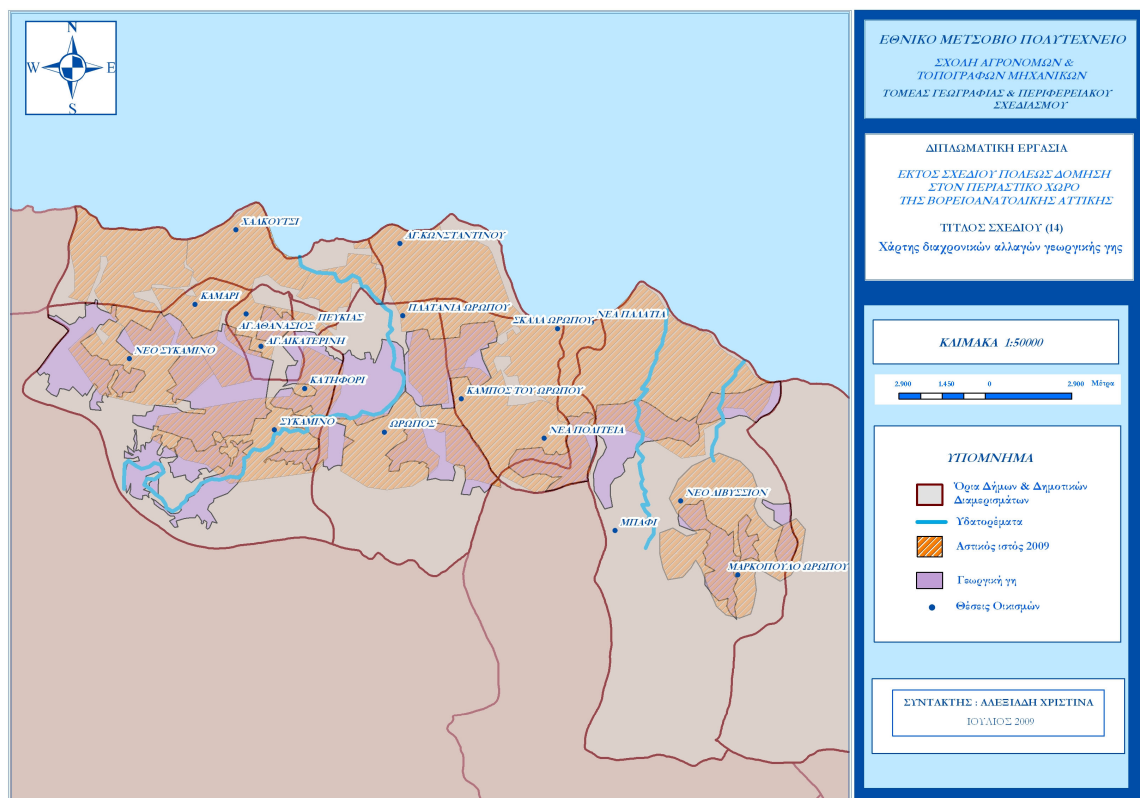 N
W E
S
ΧΑΛΚΟΥΤΣΙ
ΑΓ.ΚΩΝΣΤΑΝΤΙΝΟΥ
ΚΑΜΑΡΙ
ΑΓ.ΑΘΑΝΑΣΙΟΣ
ΠΕΥΚΙΑΣ
ΠΛΑΤΑΝΙΑ ΩΡΩΠΟΥ
ΣΚΑΛΑ ΩΡΩΠΟΥ
ΝΕΑ ΠΑΛΑΤΙΑ
ΑΓ.ΑΙΚΑΤΕΡΙΝΗ
ΝΕΟ ΣΥΚΑΜΙΝΟ
ΚΑΤΗΦΟΡΙ
ΚΑΜΠΟΣ ΤΟΥ ΩΡΩΠΟΥ
ΣΥΚΑΜΙΝΟ
ΩΡΩΠΟΣ
ΝΕΑ ΠΟΛΙΤΕΙΑ
ΝΕΟ ΛΙΒΥΣΣΙΟΝ
ΜΠΑΦΙ
ΜΑΡΚΟΠΟΥΛΟ ΩΡΩΠΟΥ
ΕΘΝΙΚΟ ΜΕΤΣΟΒΙΟ ΠΟΛΥΤΕΧΝΕΙΟ
ΣΧΟΛΗ ΑΓΡΟΝΟΜΩΝ &
ΤΟΠΟΓΡΑΦΩΝ ΜΗΧΑΝΙΚΩΝ
ΤΟΜΕΑΣ ΓΕΩΓΡΑΦΙΑΣ & ΠΕΡΙΦΕΡΕΙΑΚΟΥ
ΣΧΕΔΙΑΣΜΟΥ
ΔΙΠΛΩΜΑΤΙΚΗ ΕΡΓΑΣΙΑ
ΕΚΤΟΣ ΣΧΕΔΙΟΥ ΠΟΛΕΩΣ ΔΟΜΗΣΗ
ΣΤΟΝ ΠΕΡΙΑΣΤΙΚΟ ΧΩΡΟ
ΤΗΣ ΒΟΡΕΙΟΑΝΑΤΟΛΙΚΗΣ ΑΤΤΙΚΗΣ
ΤΙΤΛΟΣ ΣΧΕΔΙΟΥ (14)
Χάρτης διαχρονικών αλλαγών γεωργικής γης
ΚΛΙΜΑΚΑ 1:50000
2.900 1.450 0 2.900 Μέτρα
ΥΠΟΜΝΗΜΑ
Όρια Δήμων & Δημοτικών
Διαμερισμάτων
Υδατορέματα
Αστικός ιστός 2009
Γεωργική γη
Θέσεις Οικισμών
ΣΥΝΤΑΚΤΗΣ : ΑΛΕΞΙΑΔΗ ΧΡΙΣΤΙΝΑ
ΙΟΥΛΙΟΣ 2009